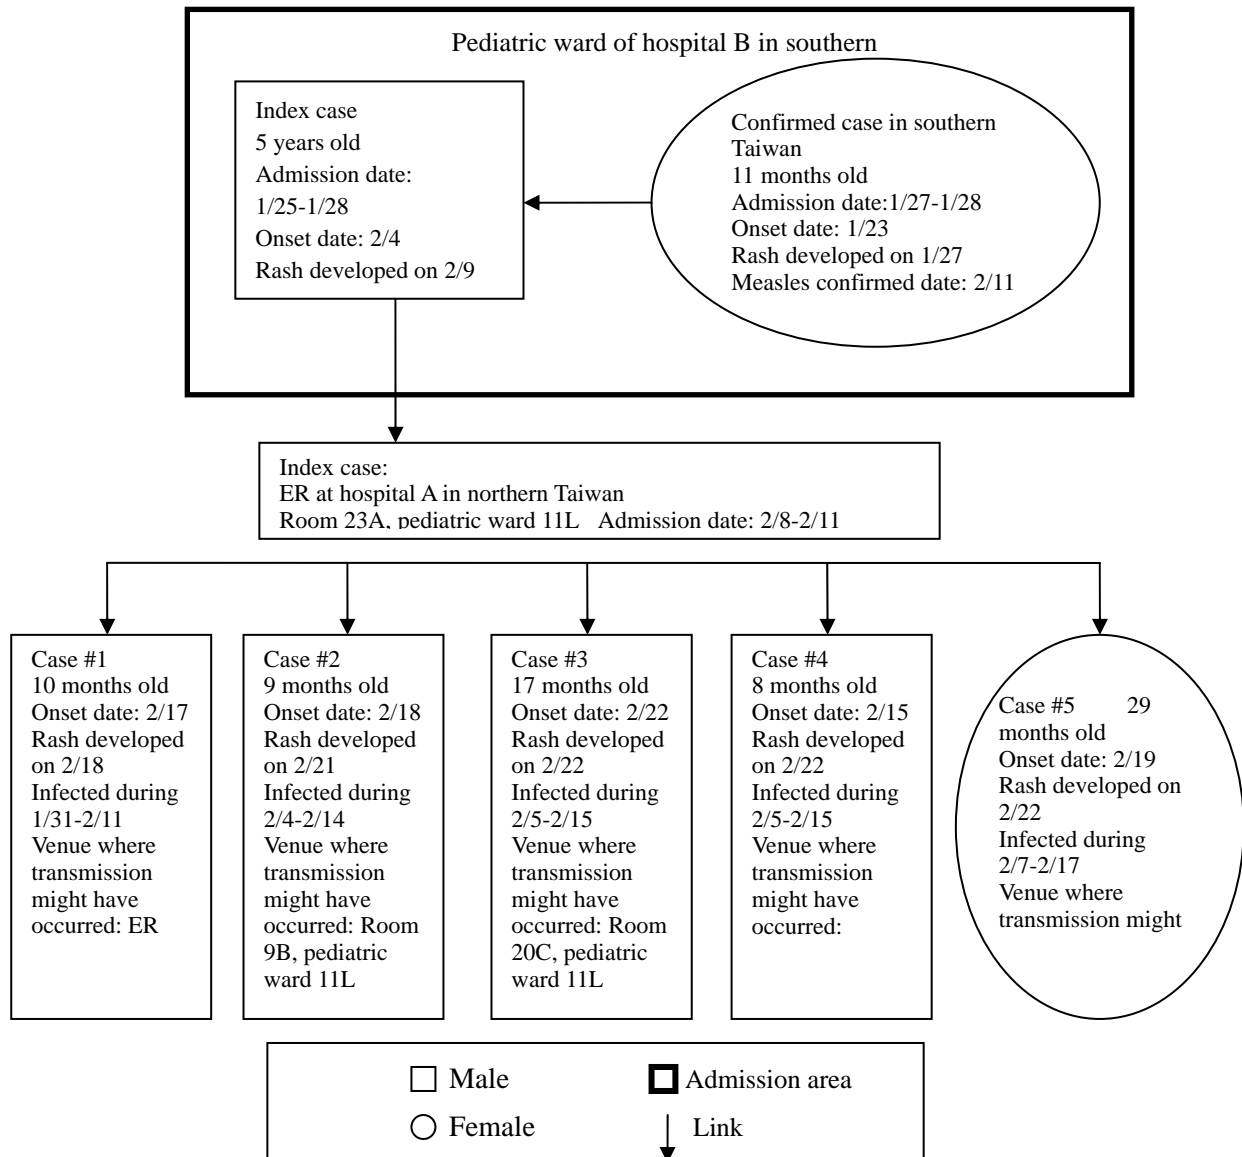 Pediatric ward of hospital B in southern
Index case
5 years old
Admission date:
1/25-1/28
Onset date: 2/4
Rash developed on 2/9
Confirmed case in southern
Taiwan
11 months old
Admission date:1/27-1/28
Onset date: 1/23
Rash developed on 1/27
Measles confirmed date: 2/11
Index case:
ER at hospital A in northern Taiwan
Room 23A, pediatric ward 11L Admission date: 2/8-2/11
Case #1
10 months old
Onset date: 2/17
Rash developed
on 2/18
Infected during
1/31-2/11
Venue where
transmission
might have
occurred: ER
Case #2
9 months old
Onset date: 2/18
Rash developed
on 2/21
Infected during
2/4-2/14
Venue where
transmission
might have
occurred: Room
9B, pediatric
ward 11L
Case #3
17 months old
Onset date: 2/22
Rash developed
on 2/22
Infected during
2/5-2/15
Venue where
transmission
might have
occurred: Room
20C, pediatric
ward 11L
Case #4
8 months old
Onset date: 2/15
Rash developed
on 2/22
Infected during
2/5-2/15
Venue where
transmission
might have
occurred:
Case #5 29
months old
Onset date: 2/19
Rash developed on
2/22
Infected during
2/7-2/17
Venue where
transmission might
Male
Admission area
Female
Link